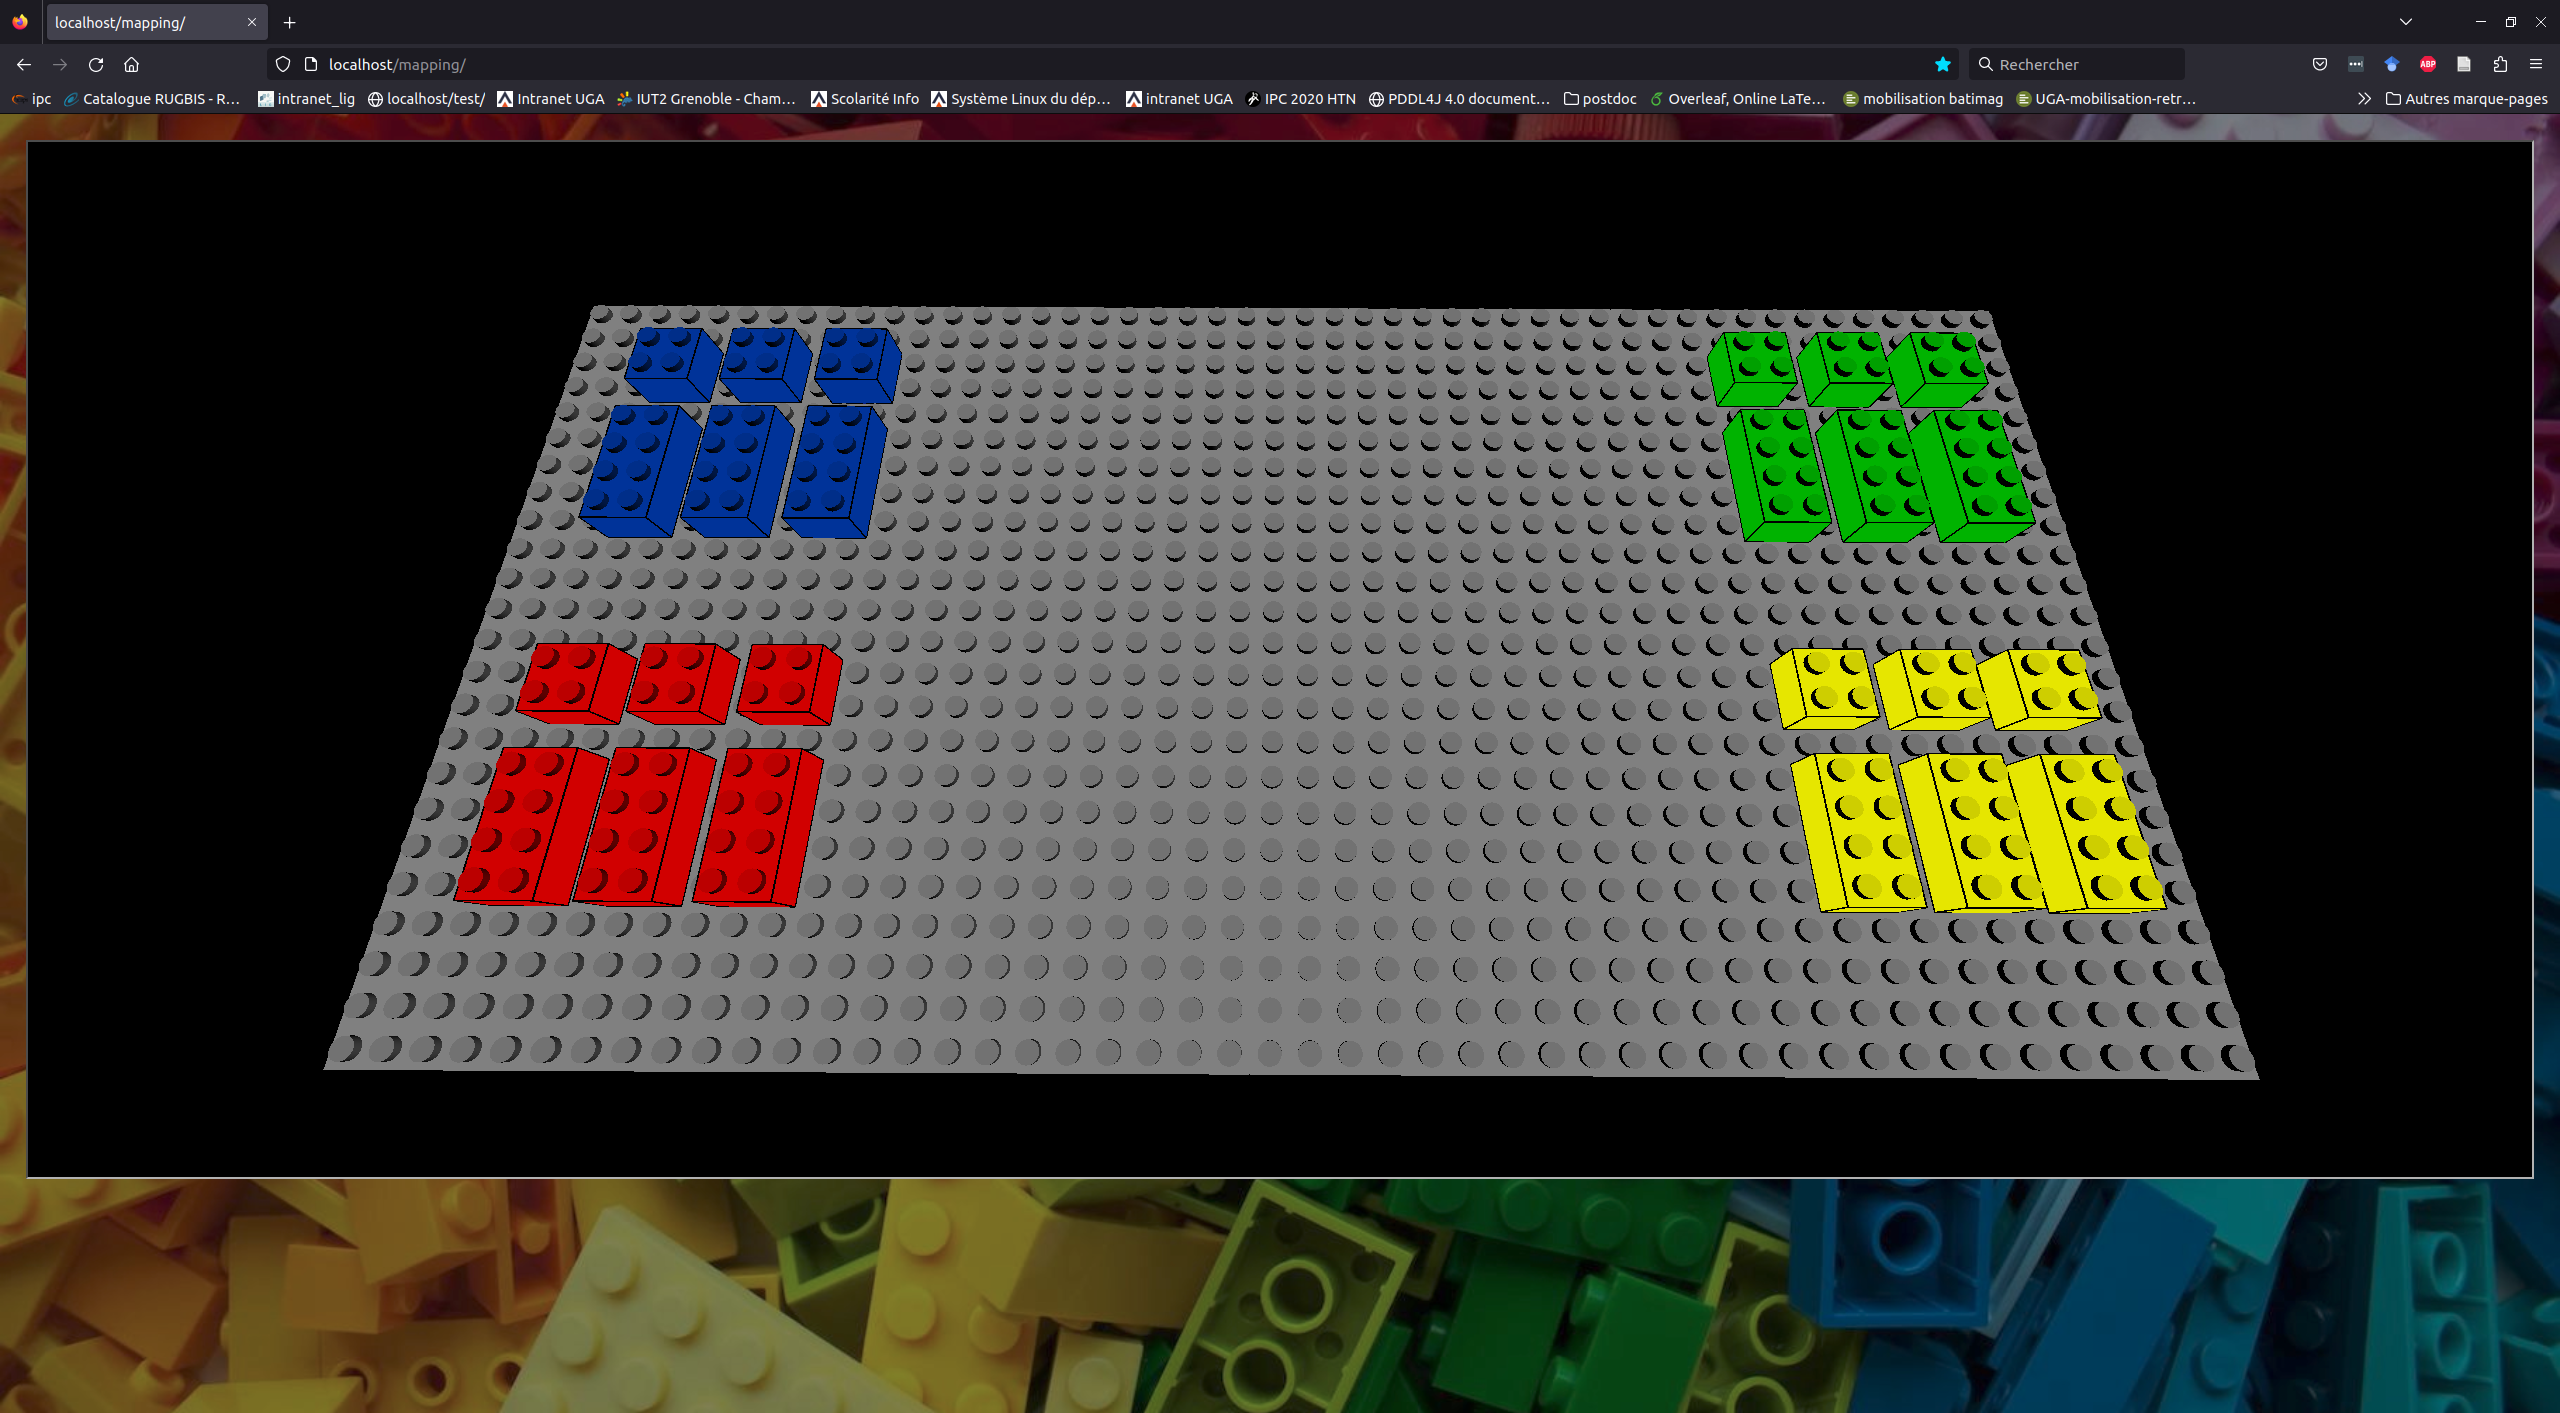 localhost/mapping/
localhost/mapping/
Rechercher
ipc Catalogue RUGBIS - R... intranet_lig localhost/test/ Intranet UGA IUT2 Grenoble - Cham... Scolarité Info Système Linux du dép... intranet UGA IPC 2020 HTN PDDL4J 4.0 document... postdoc Overleaf, Online LaTe... mobilisation batimag UGA-mobilisation-retr... Autres marque-pages
ABP